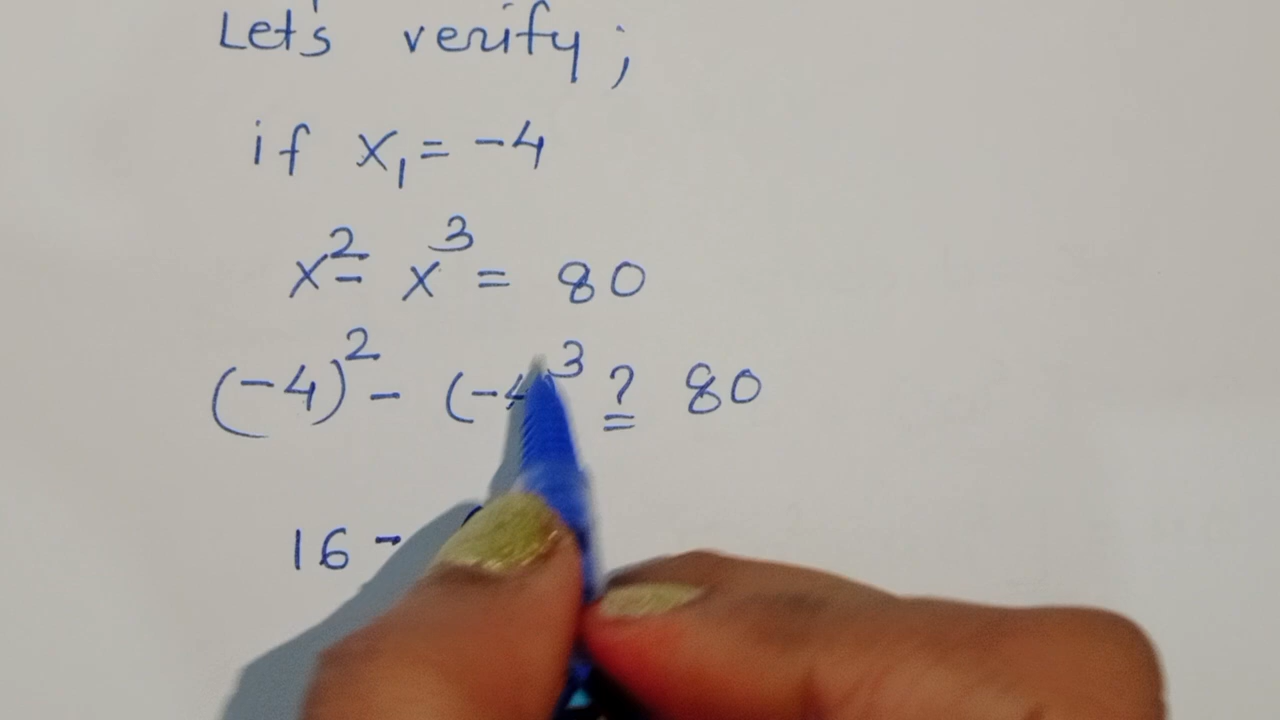 Let's verify;
if x₁ = -4
x² - x³ = 80
(-4)² - (-4)³ ≟ 80
16 -